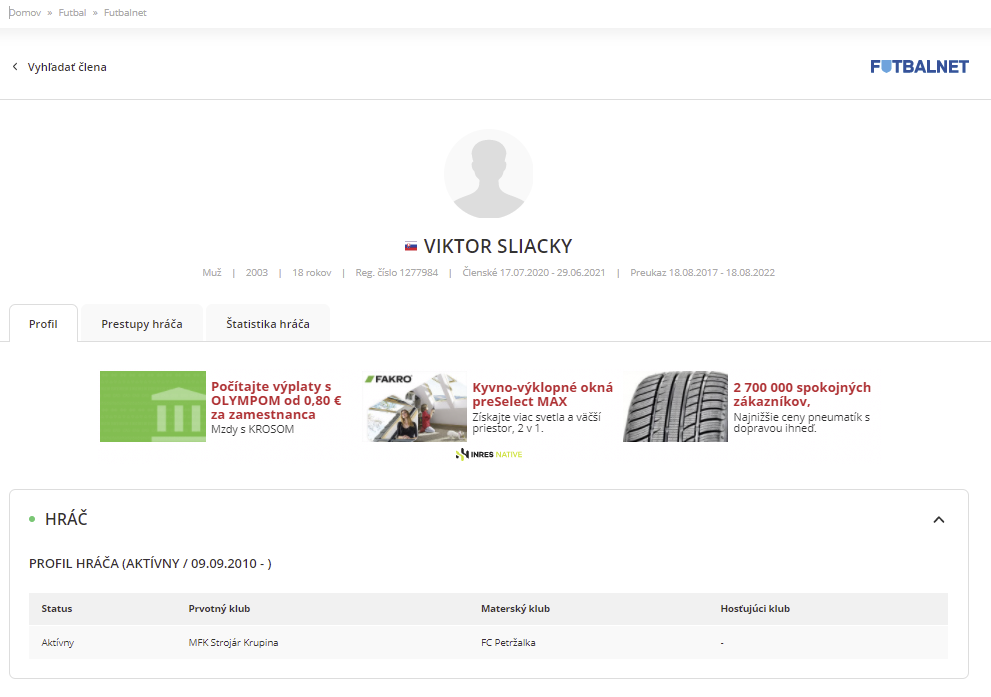 Domov » Futbal » Futbalnet
Vyhľadať člena
FUTBALNET
VIKTOR SLIACKY
Muž | 2003 | 18 rokov | Reg. číslo 1277984 | Členské 17.07.2020 - 29.06.2021 | Preukaz 18.08.2017 - 18.08.2022
Profil Prestupy hráča Štatistika hráča
Počítajte výplaty s
OLYMPOM od 0,80 €
za zamestnanca
Mzdy s KROSOM
FAKRO
Kyvno-výklopné okná
preSelect MAX
Získajte viac svetla a väčší
priestor, 2 v 1.
2 700 000 spokojných
zákazníkov,
Najnižšie ceny pneumatík s
dopravou ihneď.
INRES NATIVE
HRÁČ
PROFIL HRÁČA (AKTÍVNY / 09.09.2010 - )
Status Prvotný klub Materský klub Hosťujúci klub
Aktívny MFK Strojár Krupina FC Petržalka -